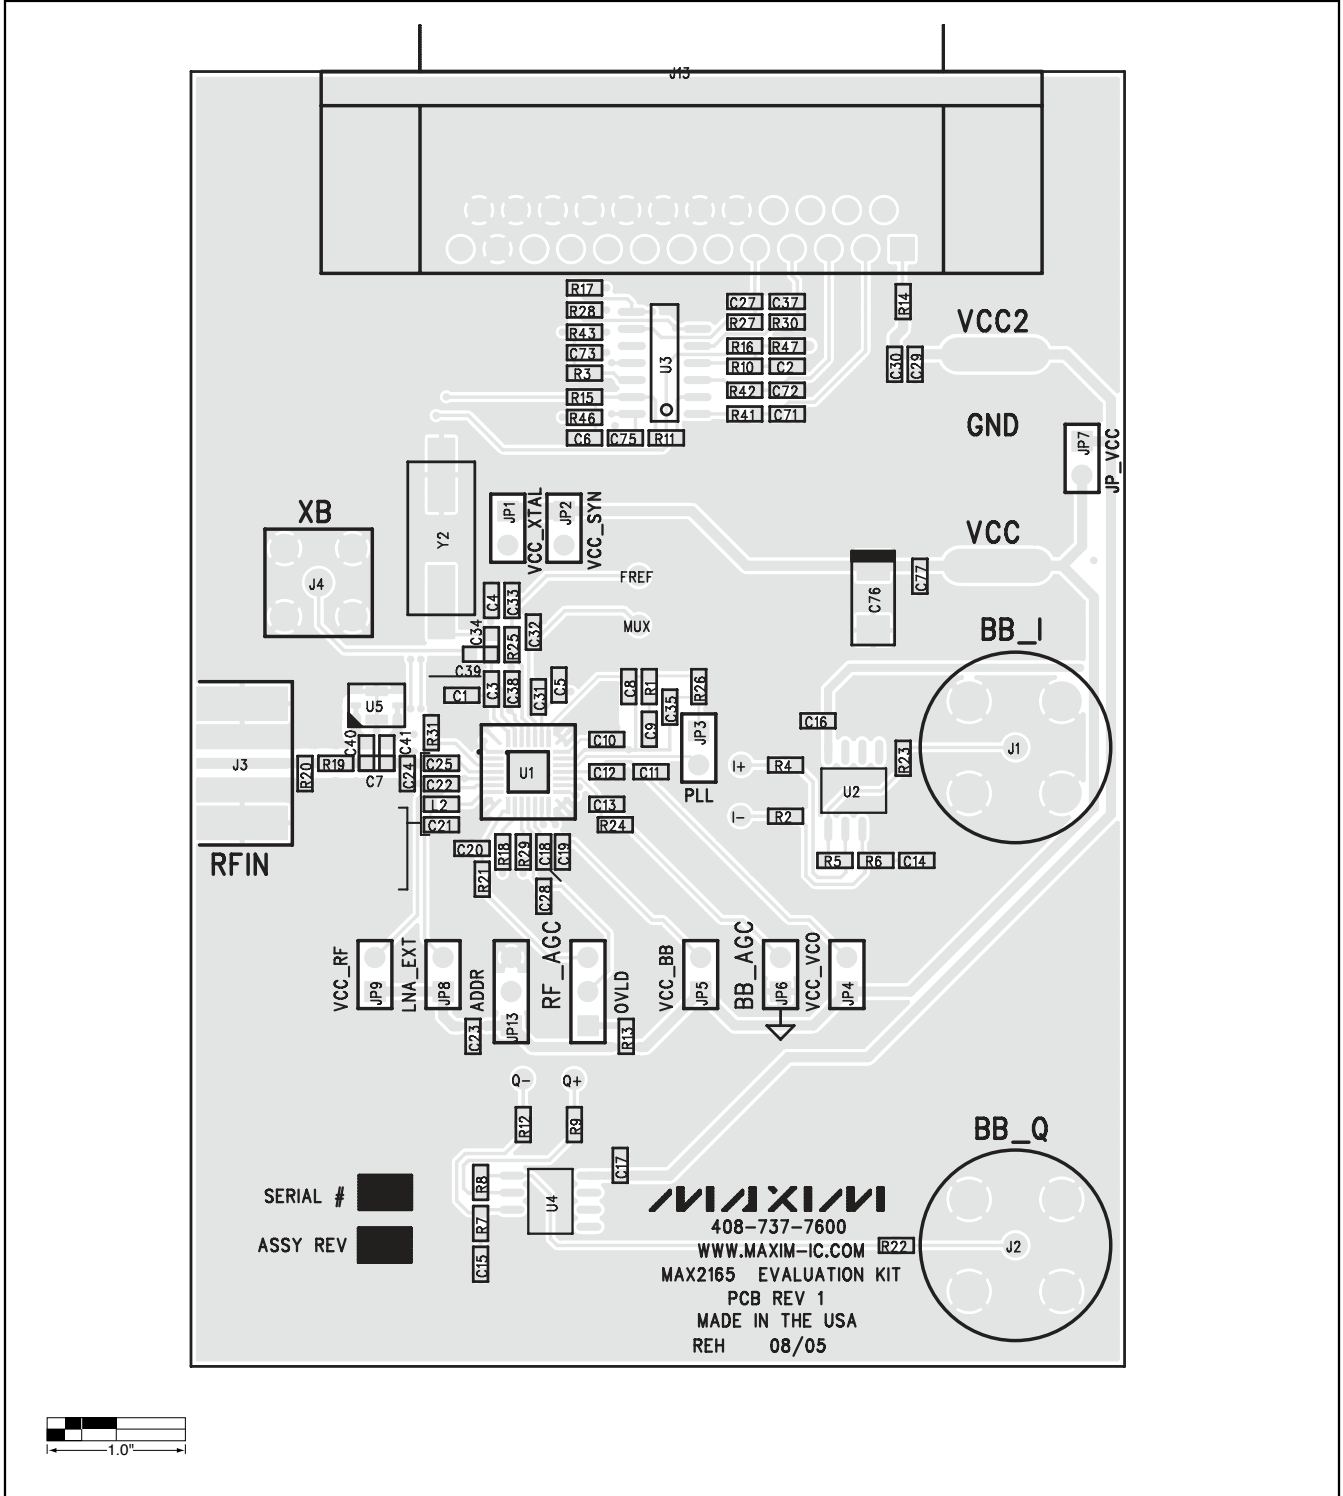 J13
R17
R28
R43
C73
R3
R15
R46
C6 C75 R11
U3
C27 C37
R27 R30
R16 R47
R10 C2
R42 C72
R41 C71
R14
C30 C29
VCC2
GND
JP7
JP_VCC
XB
J4
Y2
JP1
VCC_XTAL
JP2
VCC_SYN
VCC
C77
C76
FREF
MUX
C4 C33
C34
R25
C32
C39
C3 C38
C1
C31 C5
C8 R1
C35
R26
C9
BB_I
J1
C16
R23
U5
C40
C41
R31
J3
R20
R19
C7
C24
C25
C22
L2
C21
U1
C10
C12 C11
C13
R24
JP3
PLL
I+
R4
I-
R2
U2
R5 R6 C14
RFIN
C20
R21
R18
R29
C18
C19
C28
VCC_RF
JP9
LNA_EXT
JP8
ADDR
JP13
RF_AGC
OVLD
VCC_BB
JP5
BB_AGC
JP6
VCC_VCO
JP4
C23
R13
Q- Q+
R12
R9
BB_Q
J2
C17
R8
U4
R7
C15
R22
SERIAL #
ASSY REV
MAXIM
408-737-7600
WWW.MAXIM-IC.COM
MAX2165 EVALUATION KIT
PCB REV 1
MADE IN THE USA
REH 08/05
1.0"